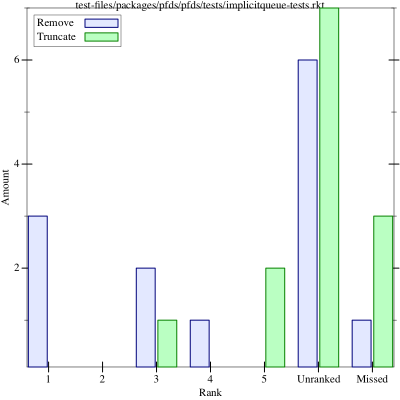 test-files/packages/pfds/pfds/tests/implicitqueue-tests.rkt
Remove
Truncate
6
4
2
Amount
1 2 3 4 5 Unranked Missed
Rank